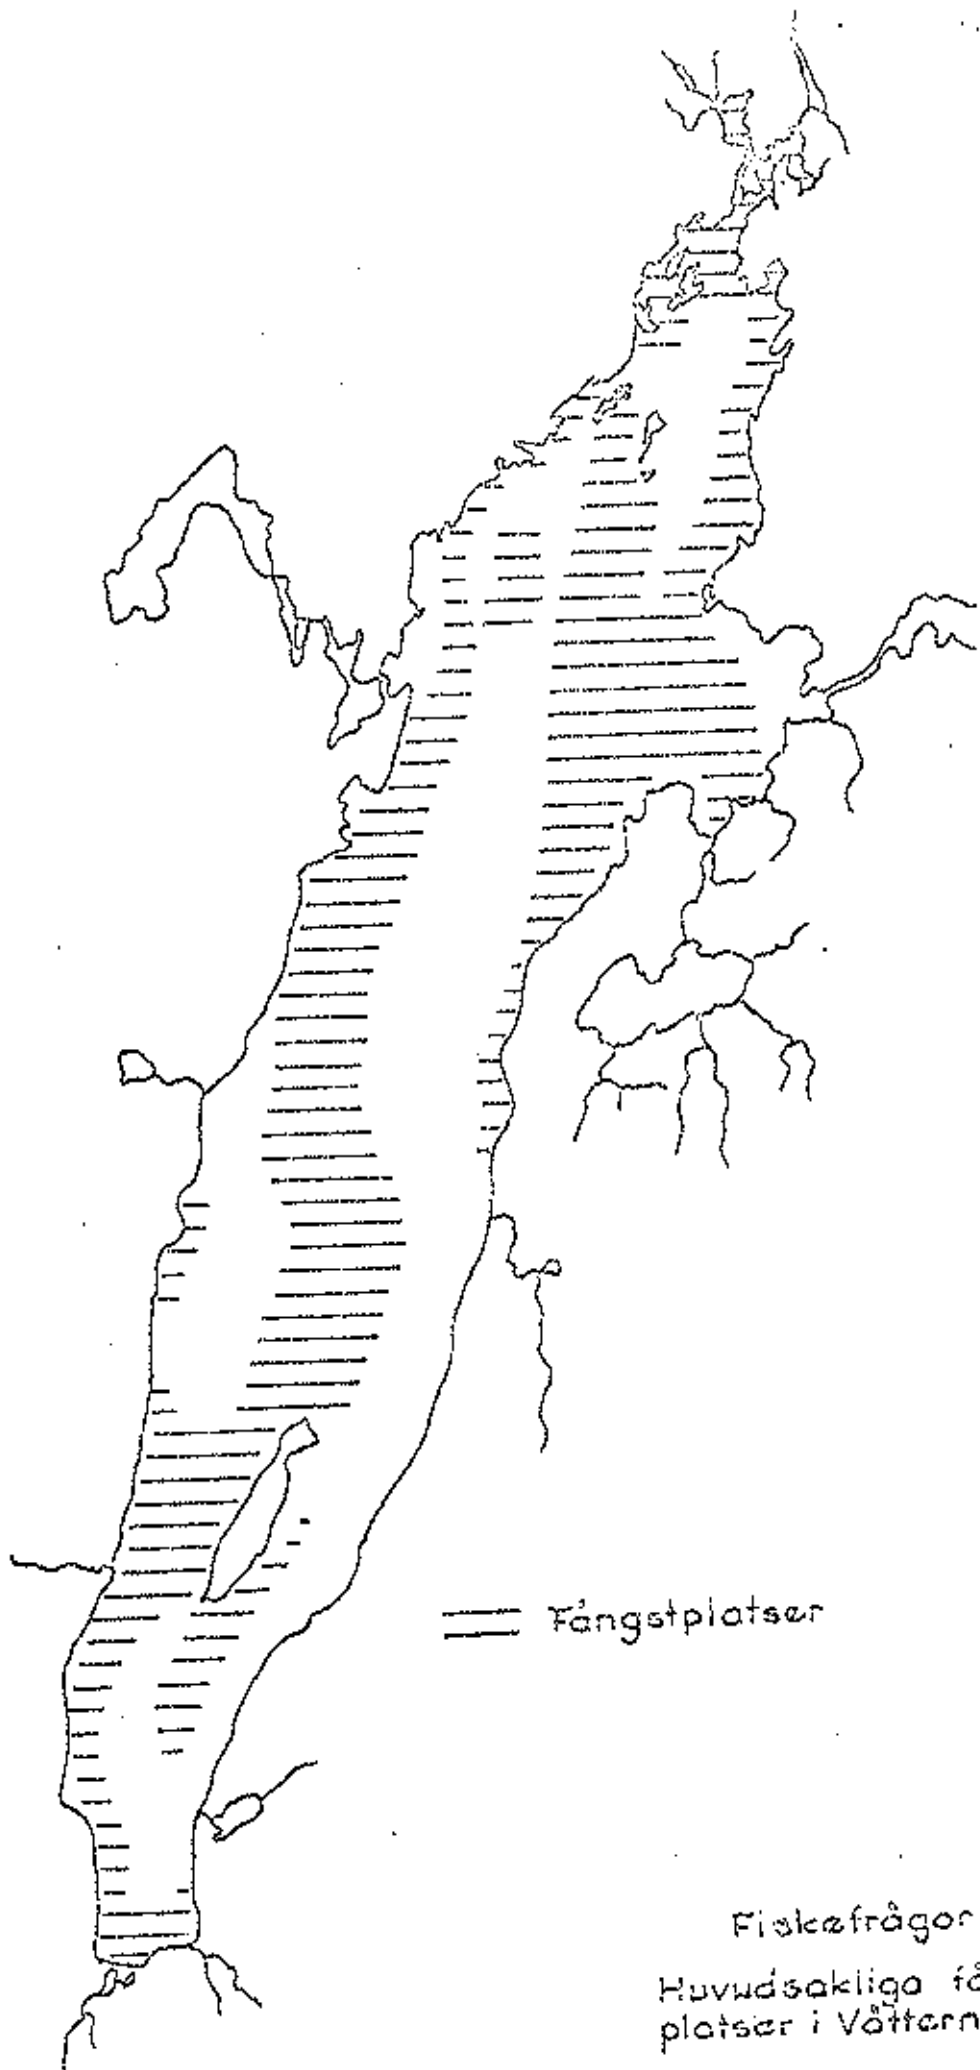 Fångstplatser
Fiskefrågor
Huvudsakliga få
platser i Vättern